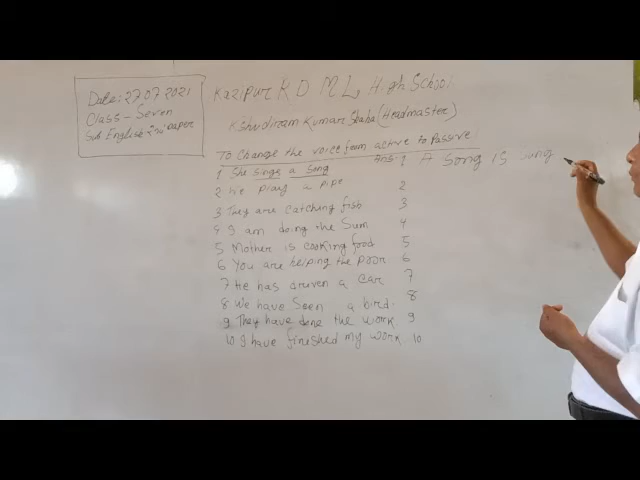 Date: 27.07.2021
Class - Seven
Sub English 2nd paper
Kazipur R D M L High School
Kshudiram Kumar Shaha (Headmaster)
To Change the voice from active to Passive
1 She sings a song Ans: 1 A song is sung
2 We play a pipe 2
3 They are catching fish 3
4 I am doing the Sum 4
5 Mother is cooking food 5
6 You are helping the poor 6
7 He has driven a car 7
8 We have Seen a bird. 8
9 They have done the work 9
10 I have finished my work. 10